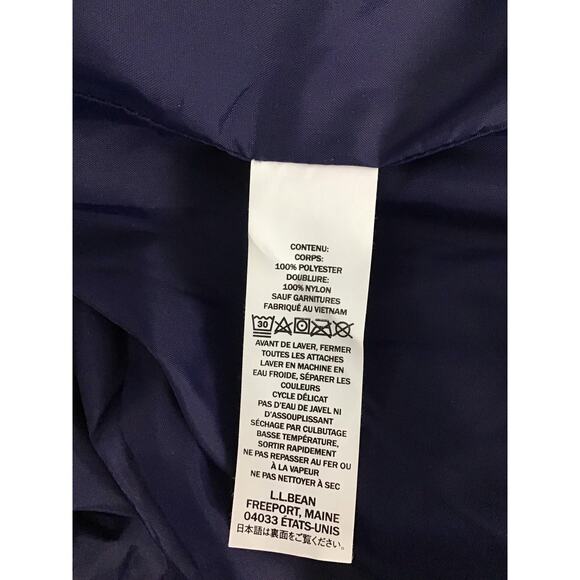 CONTENU:
CORPS:
100% POLYESTER
DOUBLURE:
100% NYLON
SAUF GARNITURES
FABRIQUÉ AU VIETNAM
30
AVANT DE LAVER, FERMER
TOUTES LES ATTACHES
LAVER EN MACHINE EN
EAU FROIDE, SÉPARER LES
COULEURS
CYCLE DÉLICAT
PAS D'EAU DE JAVEL NI
D'ASSOUPLISSANT
SÉCHAGE PAR CULBUTAGE
BASSE TEMPÉRATURE,
SORTIR RAPIDEMENT
NE PAS REPASSER AU FER OU
À LA VAPEUR
NE PAS NETTOYER À SEC
L.L.BEAN
FREEPORT, MAINE
04033 ÉTATS-UNIS
日本語は裏面をご覧ください。